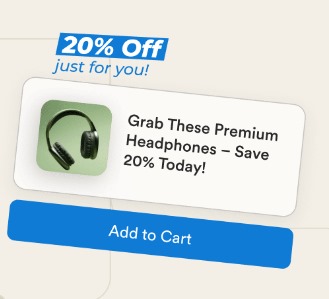 20% Off
just for you!
Grab These Premium
Headphones – Save
20% Today!
Add to Cart